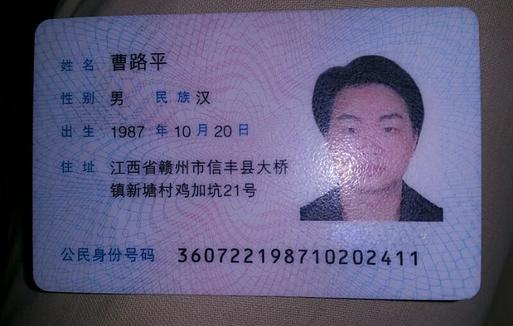 姓名 曹路平
性别 男 民族 汉
出生 1987 年 10 月 20 日
住址 江西省赣州市信丰县大桥
镇新塘村鸡加坑21号
公民身份号码 360722198710202411